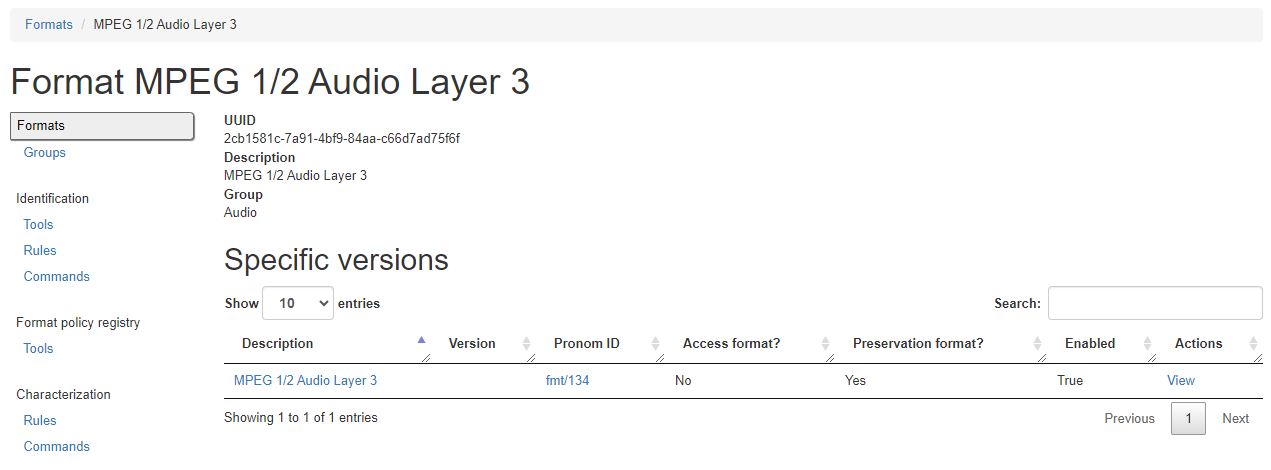 Formats / MPEG 1/2 Audio Layer 3
Format MPEG 1/2 Audio Layer 3
Formats
Groups
Identification
Tools
Rules
Commands
Format policy registry
Tools
Characterization
Rules
Commands
UUID
2cb1581c-7a91-4bf9-84aa-c66d7ad75f6f
Description
MPEG 1/2 Audio Layer 3
Group
Audio
Specific versions
Show 10 entries Search:
Description Version Pronom ID Access format? Preservation format? Enabled Actions
MPEG 1/2 Audio Layer 3 fmt/134 No Yes True View
Showing 1 to 1 of 1 entries Previous 1 Next